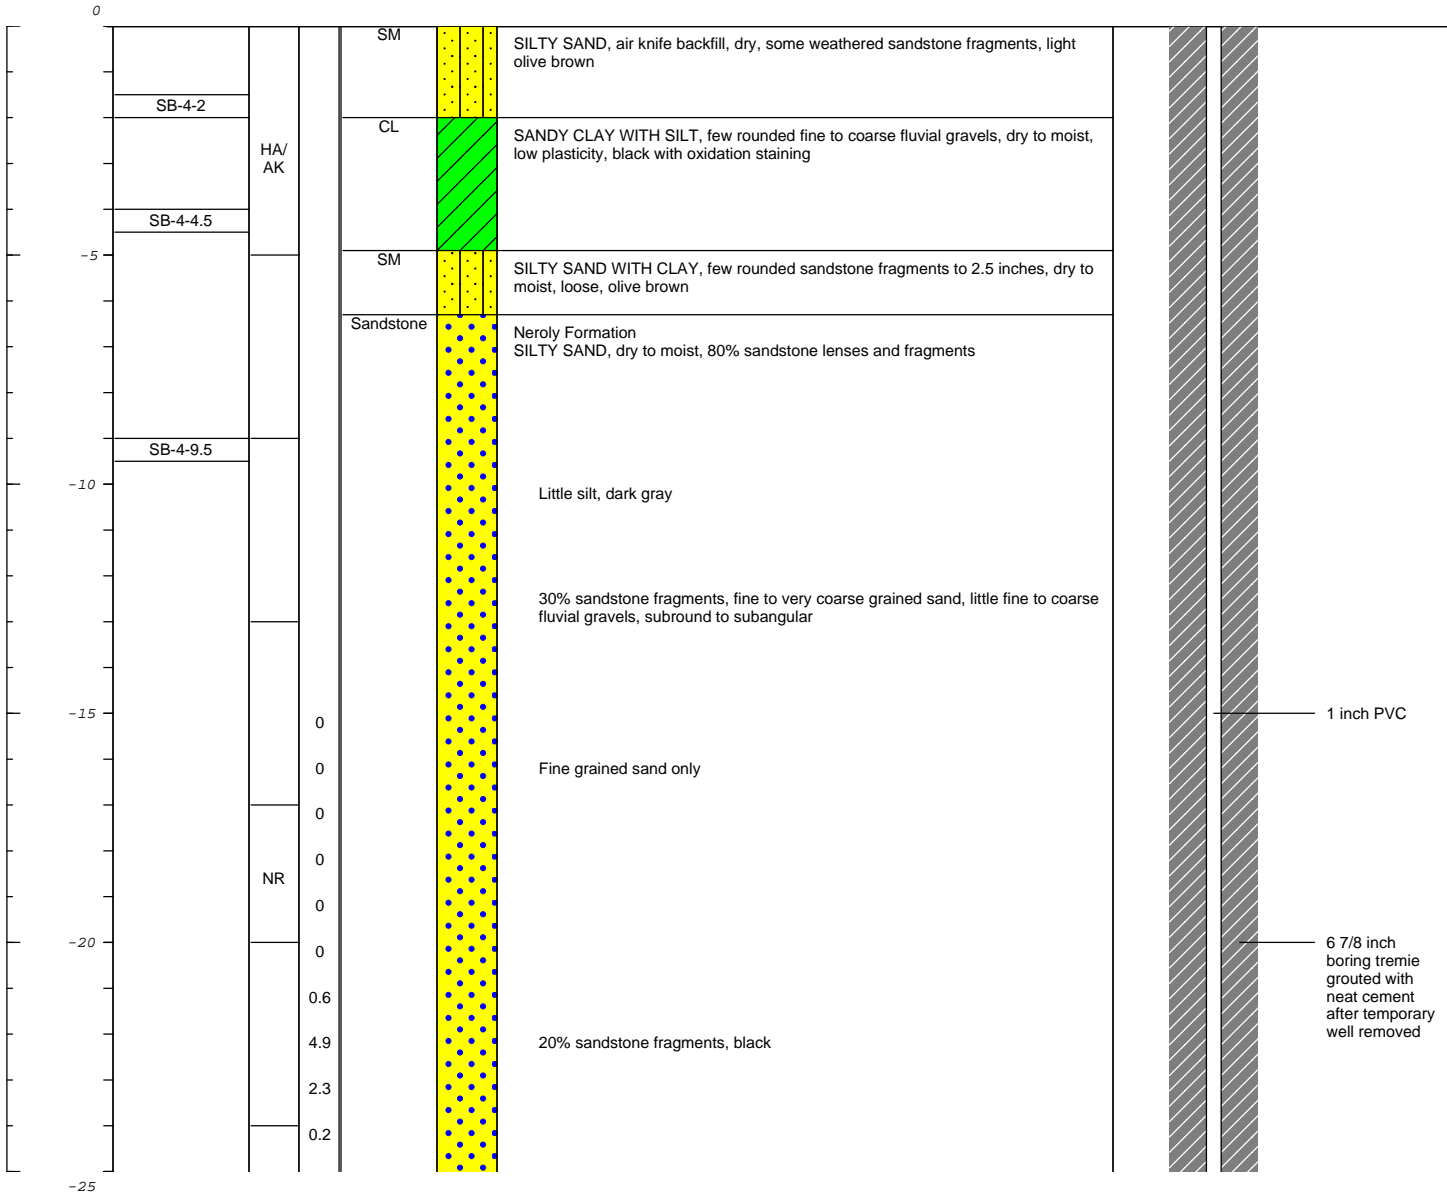 0
SM
SILTY SAND, air knife backfill, dry, some weathered sandstone fragments, light
olive brown
SB-4-2
CL
SANDY CLAY WITH SILT, few rounded fine to coarse fluvial gravels, dry to moist,
low plasticity, black with oxidation staining
HA/
AK
SB-4-4.5
-5
SM
SILTY SAND WITH CLAY, few rounded sandstone fragments to 2.5 inches, dry to
moist, loose, olive brown
Sandstone
Neroly Formation
SILTY SAND, dry to moist, 80% sandstone lenses and fragments
SB-4-9.5
-10
Little silt, dark gray
30% sandstone fragments, fine to very coarse grained sand, little fine to coarse
fluvial gravels, subround to subangular
-15
0
1 inch PVC
0
Fine grained sand only
0
0
NR
0
-20
0
6 7/8 inch
boring tremie
grouted with
neat cement
after temporary
well removed
0.6
4.9
20% sandstone fragments, black
2.3
0.2
-25